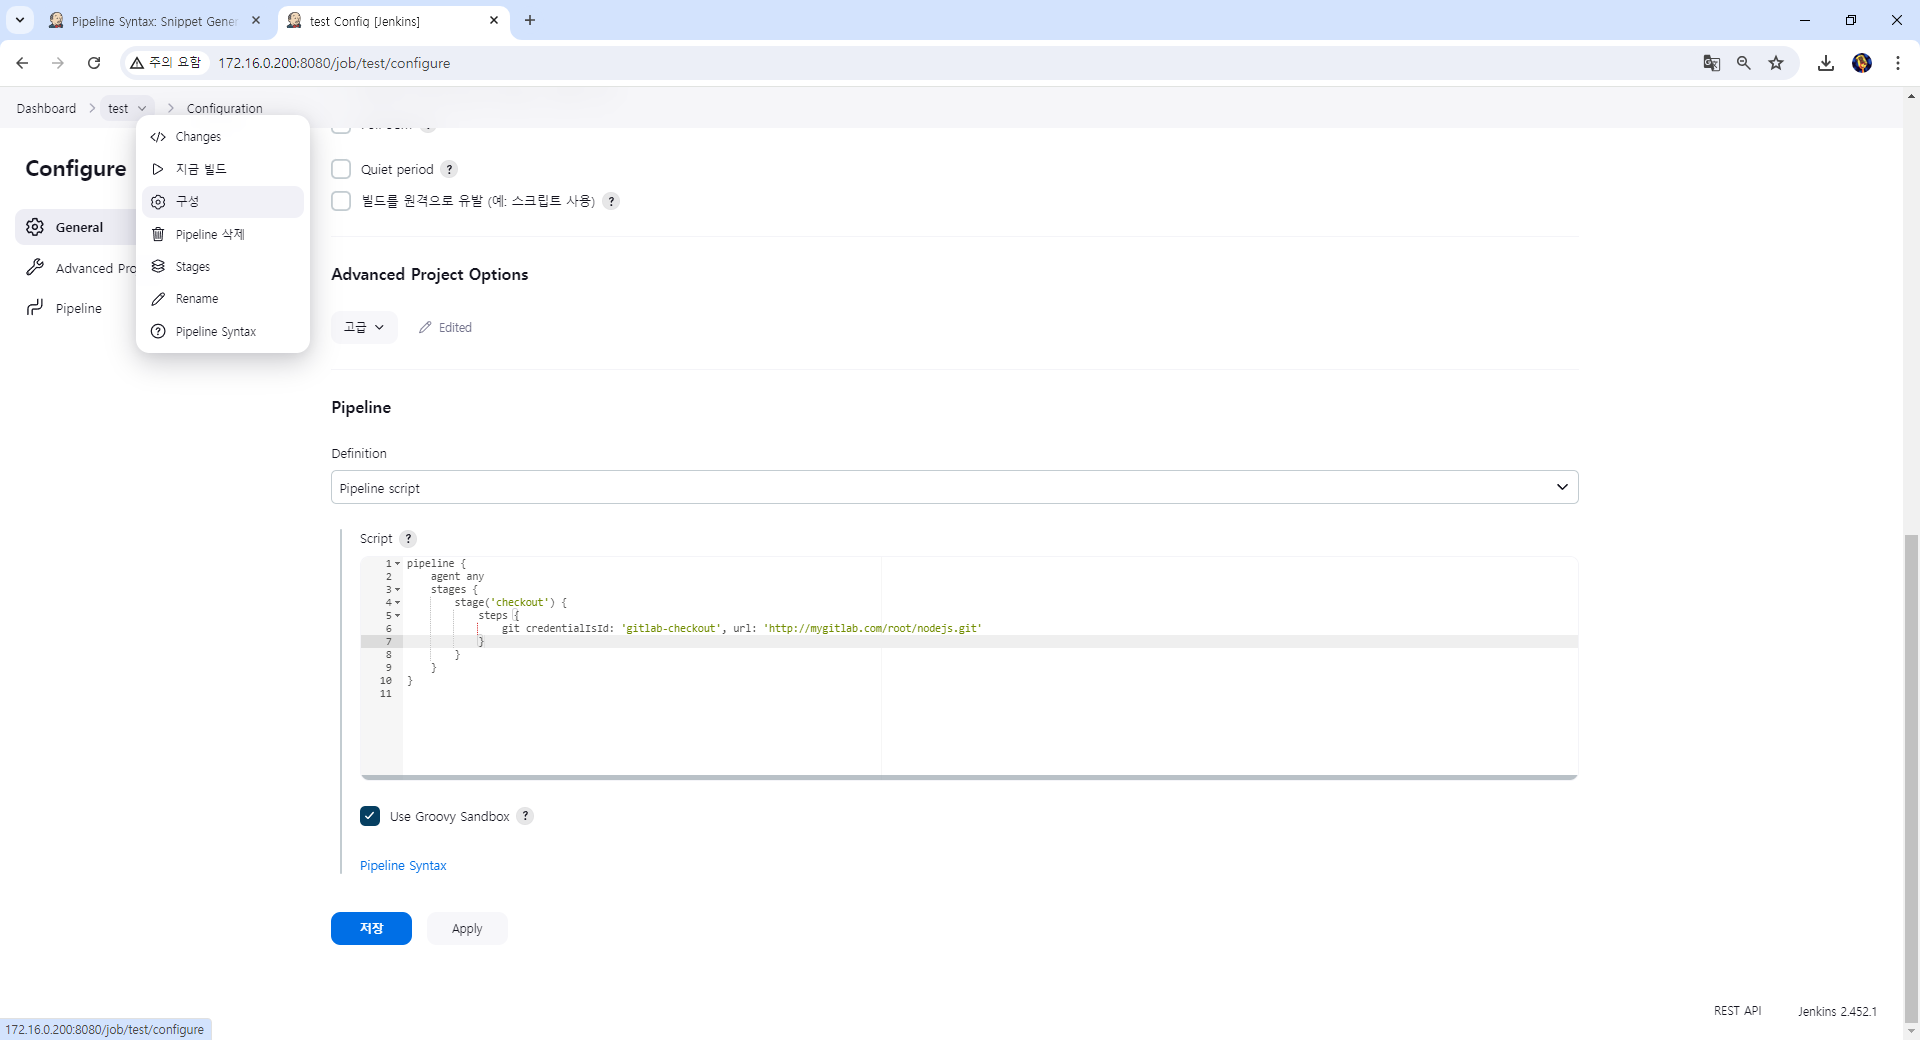 Pipeline Syntax: Snippet Gener
test Config [Jenkins]
주의 요함
172.16.0.200:8080/job/test/configure
Dashboard
test
Configuration
Changes
지금 빌드
구성
Pipeline 삭제
Stages
Rename
Pipeline Syntax
Configure
General
Advanced Pro
Pipeline
Quiet period ?
빌드를 원격으로 유발 (예: 스크립트 사용) ?
Advanced Project Options
고급
Edited
Pipeline
Definition
Pipeline script
Script ?
1 pipeline {
2 agent any
3 stages {
4 stage('checkout') {
5 steps {
6 git credentialIsId: 'gitlab-checkout', url: 'http://mygitlab.com/root/nodejs.git'
7 }
8 }
9 }
10 }
11
Use Groovy Sandbox ?
Pipeline Syntax
저장
Apply
REST API
Jenkins 2.452.1
172.16.0.200:8080/job/test/configure